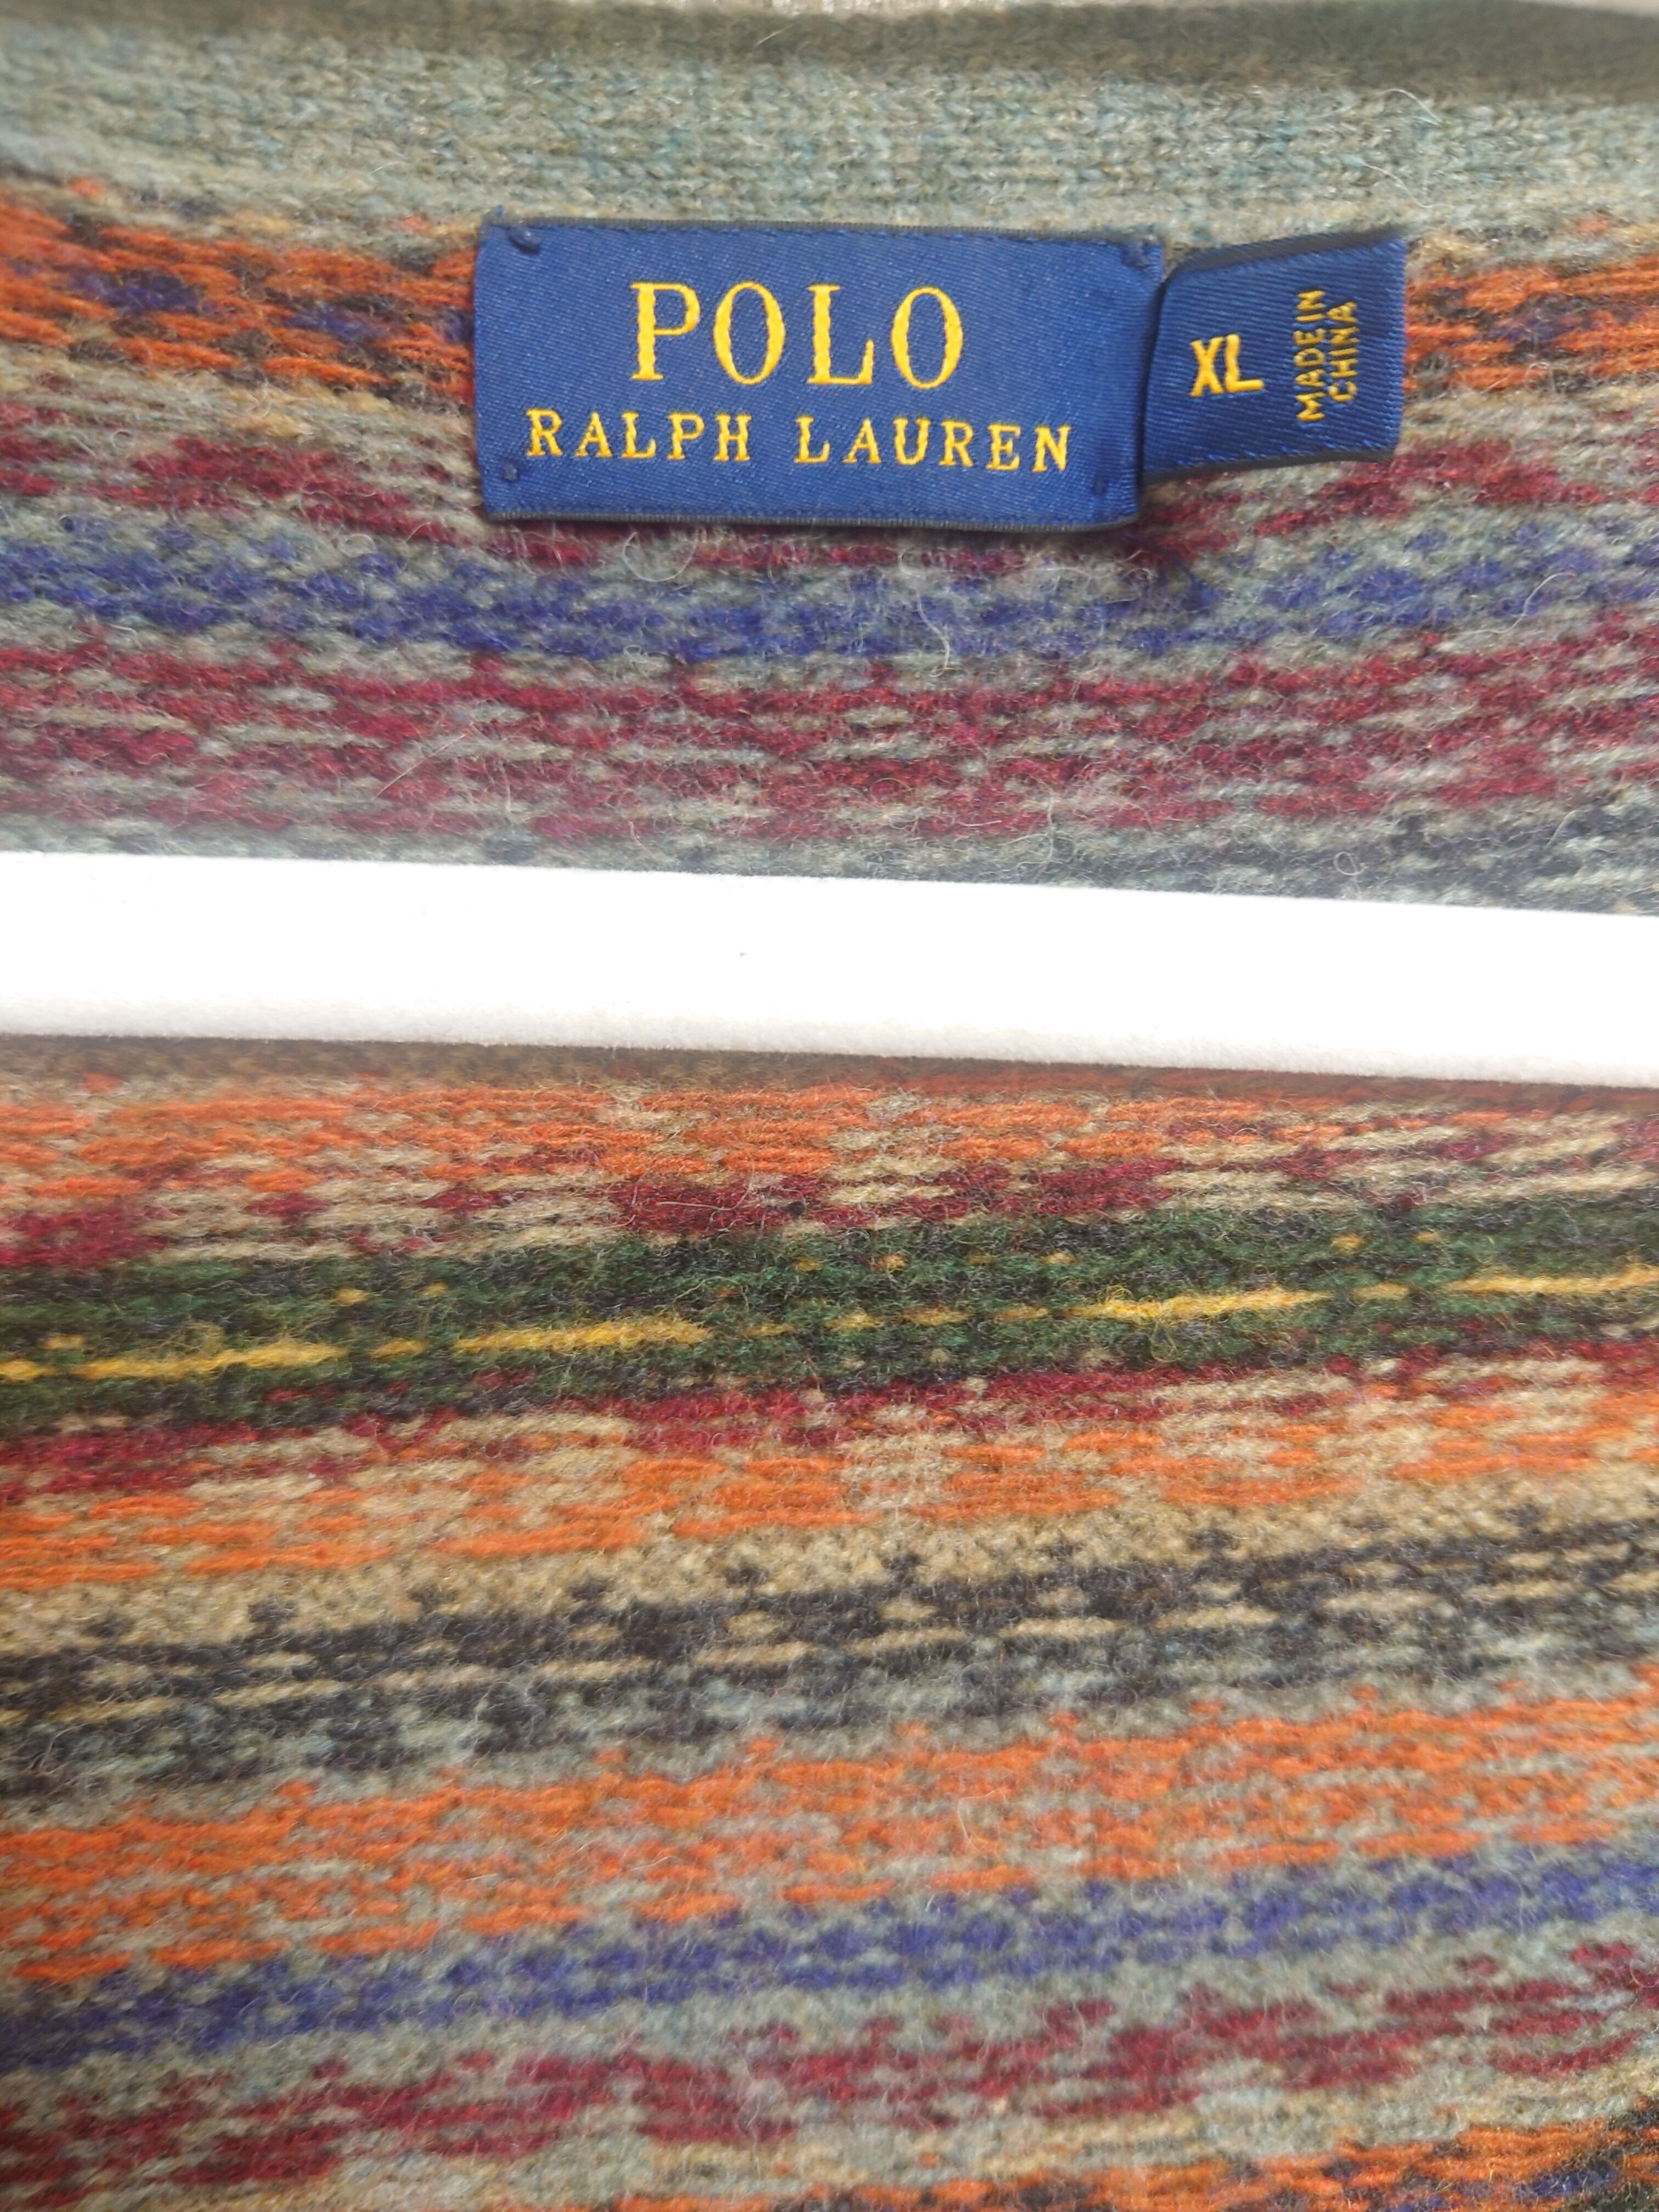 POLO
RALPH LAUREN
XL
MADE IN
CHINA